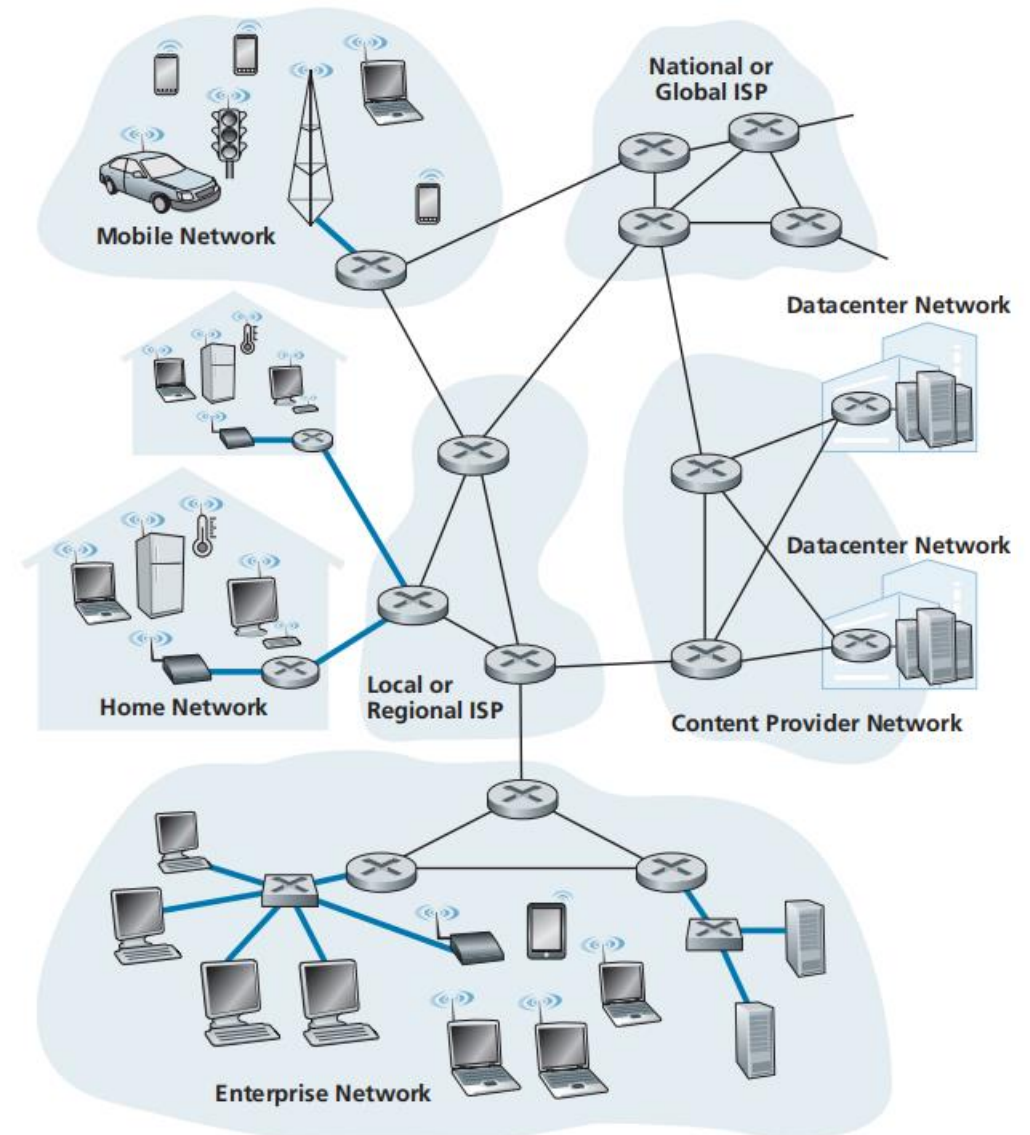 National or
Global ISP
Mobile Network
Datacenter Network
Datacenter Network
Home Network
Local or
Regional ISP
Content Provider Network
Enterprise Network